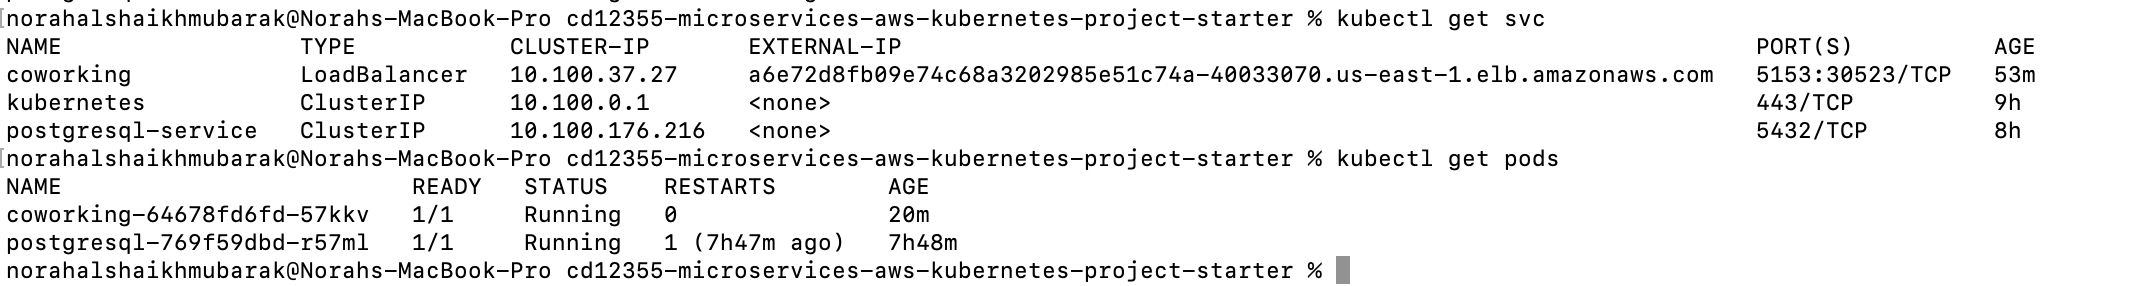 norahalshaikhmubarak@Norahs-MacBook-Pro cd12355-microservices-aws-kubernetes-project-starter % kubectl get svc
NAME TYPE CLUSTER-IP EXTERNAL-IP PORT(S) AGE
coworking LoadBalancer 10.100.37.27 a6e72d8fb09e74c68a3202985e51c74a-40033070.us-east-1.elb.amazonaws.com 5153:30523/TCP 53m
kubernetes ClusterIP 10.100.0.1 <none> 443/TCP 9h
postgresql-service ClusterIP 10.100.176.216 <none> 5432/TCP 8h
norahalshaikhmubarak@Norahs-MacBook-Pro cd12355-microservices-aws-kubernetes-project-starter % kubectl get pods
NAME READY STATUS RESTARTS AGE
coworking-64678fd6fd-57kkv 1/1 Running 0 20m
postgresql-769f59dbd-r57ml 1/1 Running 1 (7h47m ago) 7h48m
norahalshaikhmubarak@Norahs-MacBook-Pro cd12355-microservices-aws-kubernetes-project-starter %